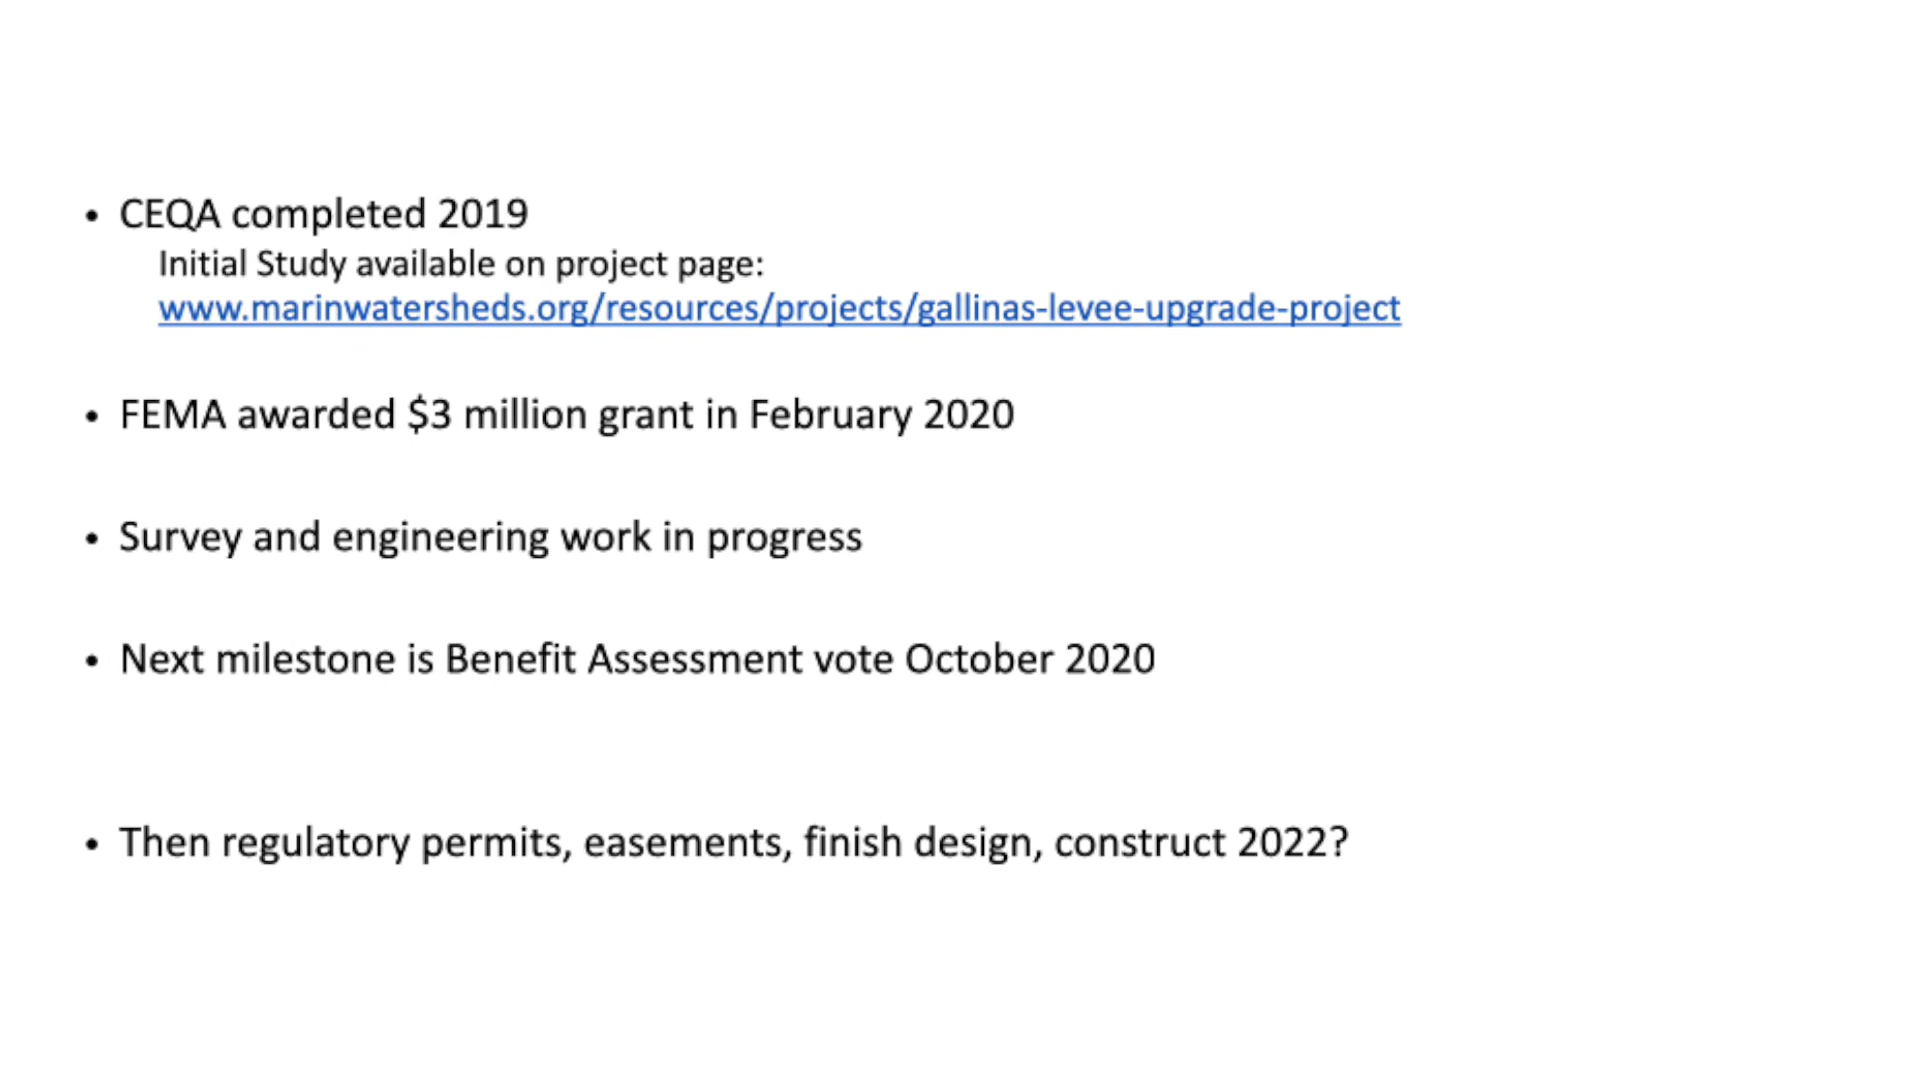 • CEQA completed 2019
Initial Study available on project page:
www.marinwatersheds.org/resources/projects/gallinas-levee-upgrade-project
• FEMA awarded $3 million grant in February 2020
• Survey and engineering work in progress
• Next milestone is Benefit Assessment vote October 2020
• Then regulatory permits, easements, finish design, construct 2022?